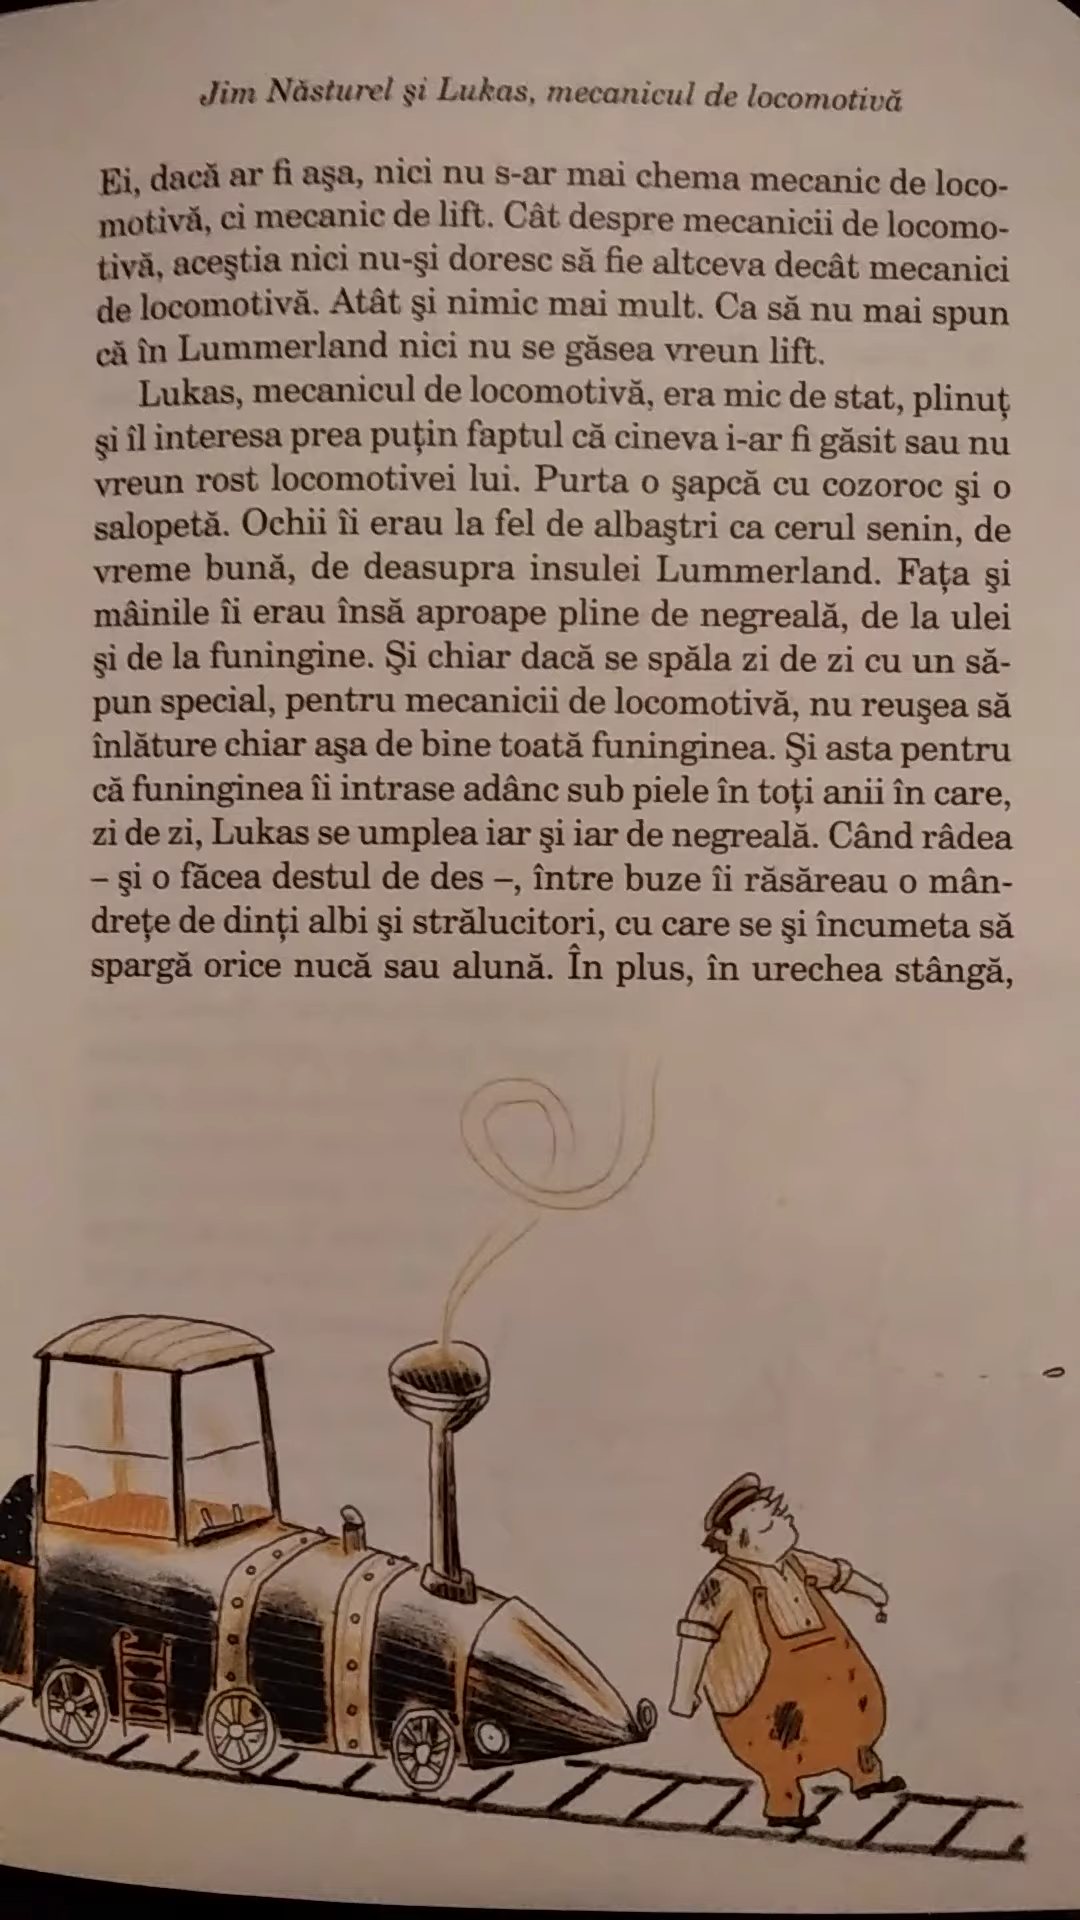 Jim Năsturel şi Lukas, mecanicul de locomotivă
Ei, dacă ar fi aşa, nici nu s-ar mai chema mecanic de loco-
motivă, ci mecanic de lift. Cât despre mecanicii de locomo-
tivă, aceştia nici nu-şi doresc să fie altceva decât mecanici
de locomotivă. Atât şi nimic mai mult. Ca să nu mai spun
că în Lummerland nici nu se găsea vreun lift.
Lukas, mecanicul de locomotivă, era mic de stat, plinuţ
şi îl interesa prea puţin faptul că cineva i-ar fi găsit sau nu
vreun rost locomotivei lui. Purta o şapcă cu cozoroc şi o
salopetă. Ochii îi erau la fel de albaştri ca cerul senin, de
vreme bună, de deasupra insulei Lummerland. Faţa şi
mâinile îi erau însă aproape pline de negreală, de la ulei
şi de la funingine. Şi chiar dacă se spăla zi de zi cu un să-
pun special, pentru mecanicii de locomotivă, nu reuşea să
înlăture chiar aşa de bine toată funinginea. Şi asta pentru
că funinginea îi intrase adânc sub piele în toţi anii în care,
zi de zi, Lukas se umplea iar şi iar de negreală. Când râdea
– şi o făcea destul de des –, între buze îi răsăreau o mân-
dreţe de dinţi albi şi strălucitori, cu care se şi încumeta să
spargă orice nucă sau alună. În plus, în urechea stângă,